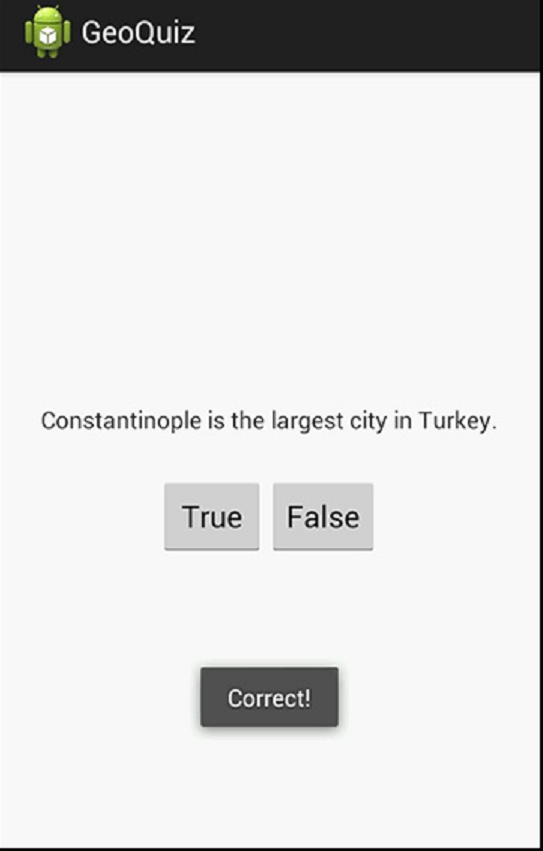 GeoQuiz
Constantinople is the largest city in Turkey.
True False
Correct!